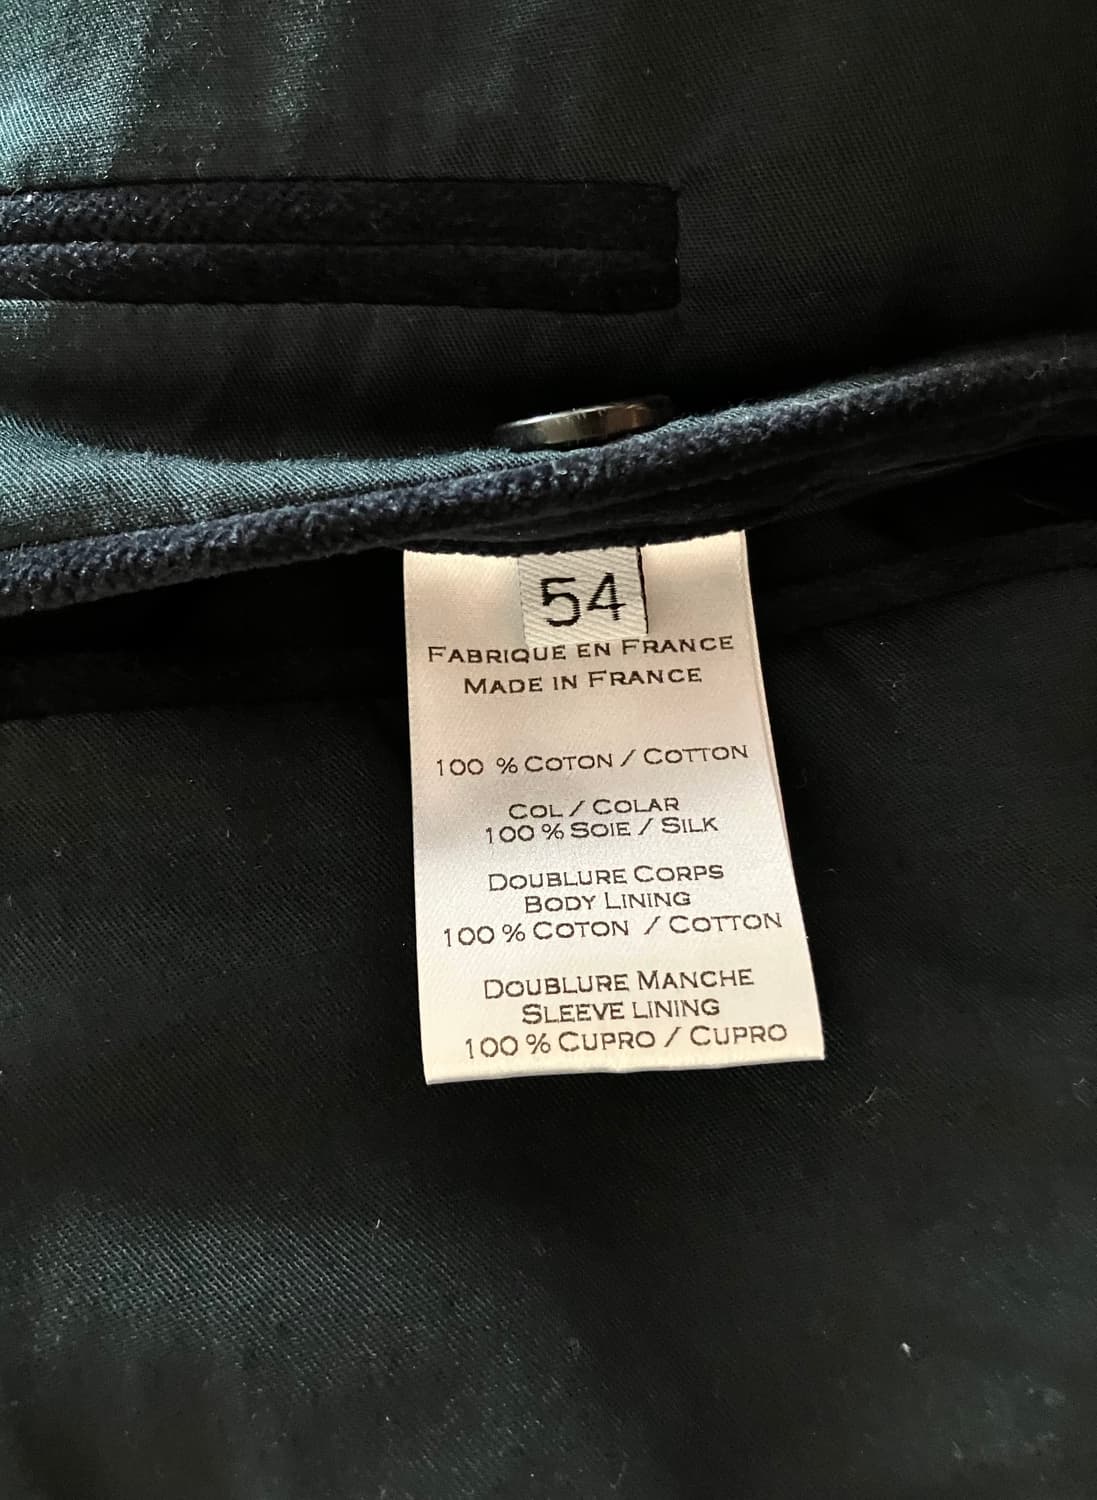 54
FABRIQUE EN FRANCE
MADE IN FRANCE
100 % COTON / COTTON
COL / COLAR
100 % SOIE / SILK
DOUBLURE CORPS
BODY LINING
100 % COTON / COTTON
DOUBLURE MANCHE
SLEEVE LINING
100 % CUPRO / CUPRO